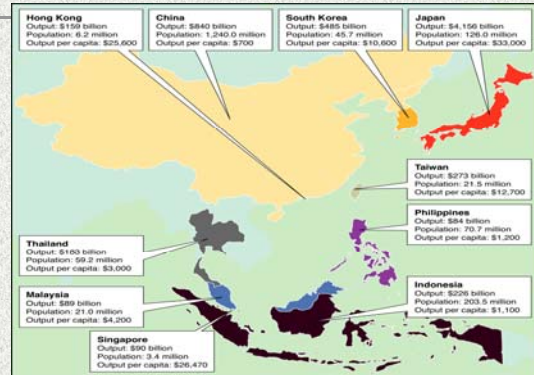 Hong Kong
Output: $159 billion
Population: 6.2 million
Output per capita: $25,600
China
Output: $840 billion
Population: 1,240.0 million
Output per capita: $700
South Korea
Output: $485 billion
Population: 45.7 million
Output per capita: $10,600
Japan
Output: $4,156 billion
Population: 126.0 million
Output per capita: $33,000
Taiwan
Output: $273 billion
Population: 21.5 million
Output per capita: $12,700
Philippines
Output: $84 billion
Population: 70.7 million
Output per capita: $1,200
Thailand
Output: billion
Population: 59.2 million
Output per capita: $3,000
Malaysia
Output: $89 billion
Population: 21.0 million
Output per capita: $4,200
Indonesia
Output: $226 billion
Population: 203.5 million
Output per capita: $1,100
Singapore
Output: $90 billion
Population: 3.4 million
Output per capita: $26,470